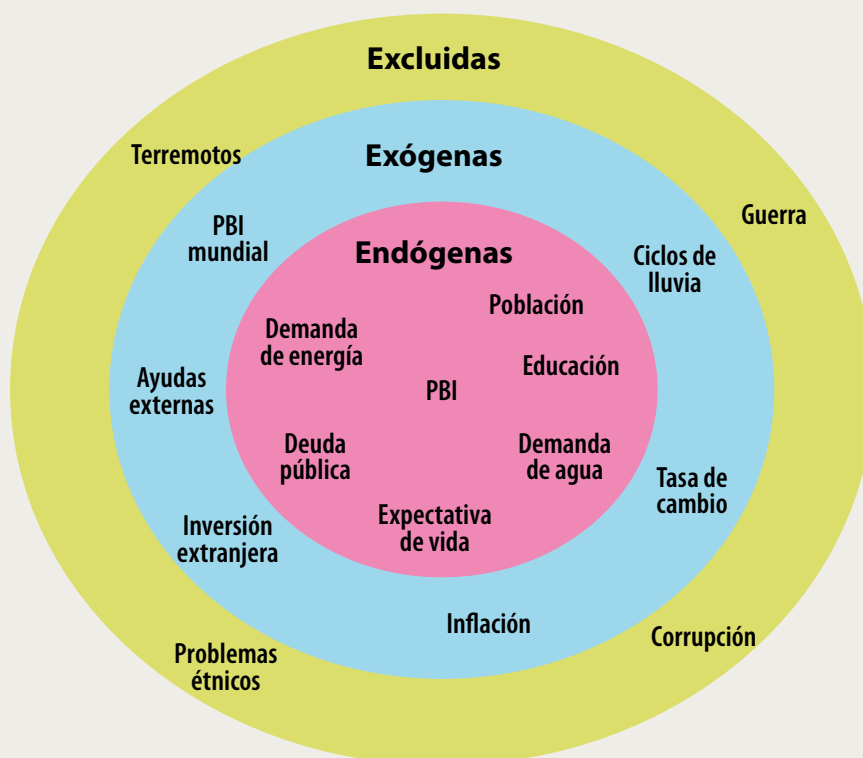 Excluidas
Terremotos
Exógenas
Guerra
PBI
mundial
Endógenas
Ciclos de
lluvia
Población
Demanda
de energía
Educación
Ayudas
externas
PBI
Deuda
pública
Demanda
de agua
Tasa de
cambio
Expectativa
de vida
Inversión
extranjera
Inflación
Corrupción
Problemas
étnicos